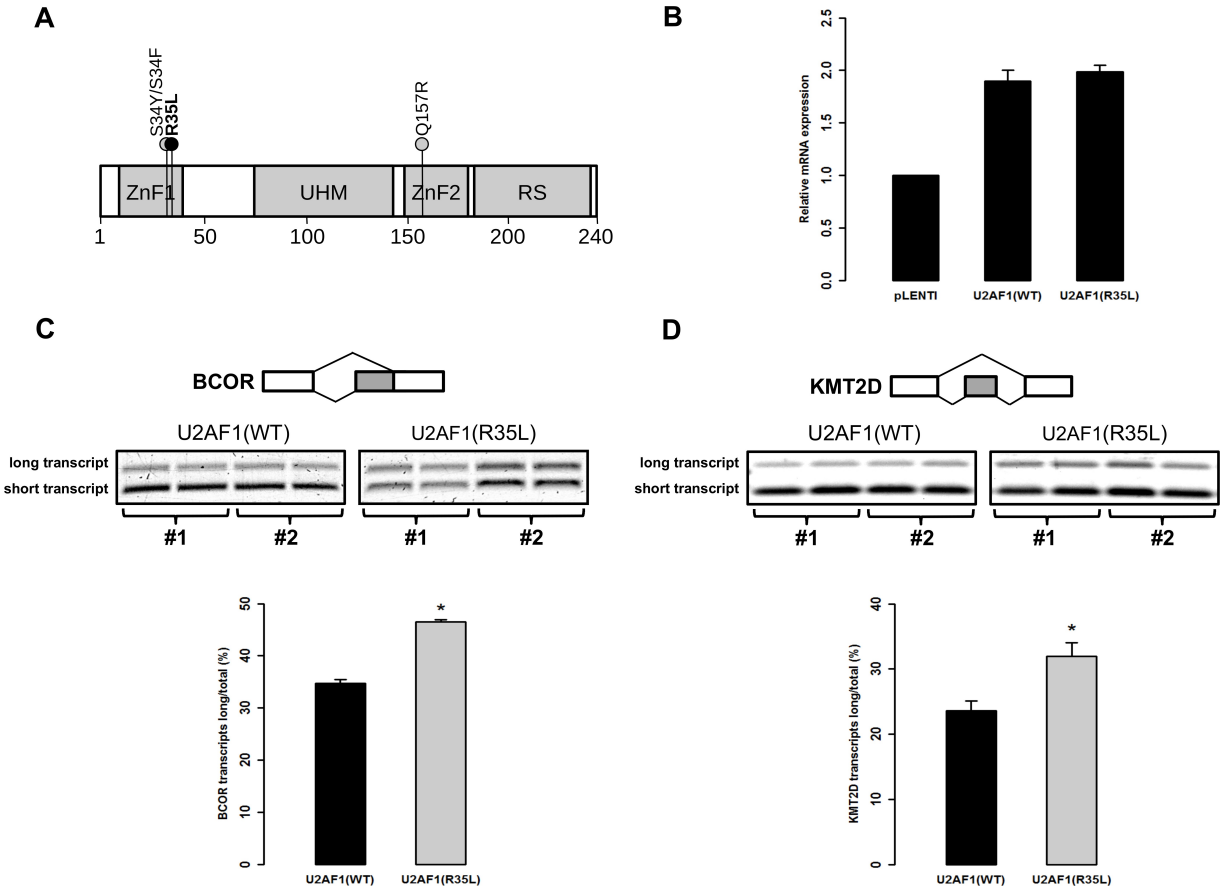 A
S34Y/S34F
R35L
Q157R
ZnF1
UHM
ZnF2
RS
1
50
100
150
200
240
B
Relative mRNA expression
2.5
2.0
1.5
1.0
0.5
0.0
pLENTI
U2AF1(WT)
U2AF1(R35L)
C
BCOR
U2AF1(WT)
U2AF1(R35L)
long transcript
short transcript
#1
#2
#1
#2
BCOR transcripts long/total (%)
50
40
30
20
10
0
*
U2AF1(WT)
U2AF1(R35L)
D
KMT2D
U2AF1(WT)
U2AF1(R35L)
long transcript
short transcript
#1
#2
#1
#2
KMT2D transcripts long/total (%)
40
30
20
10
0
*
U2AF1(WT)
U2AF1(R35L)